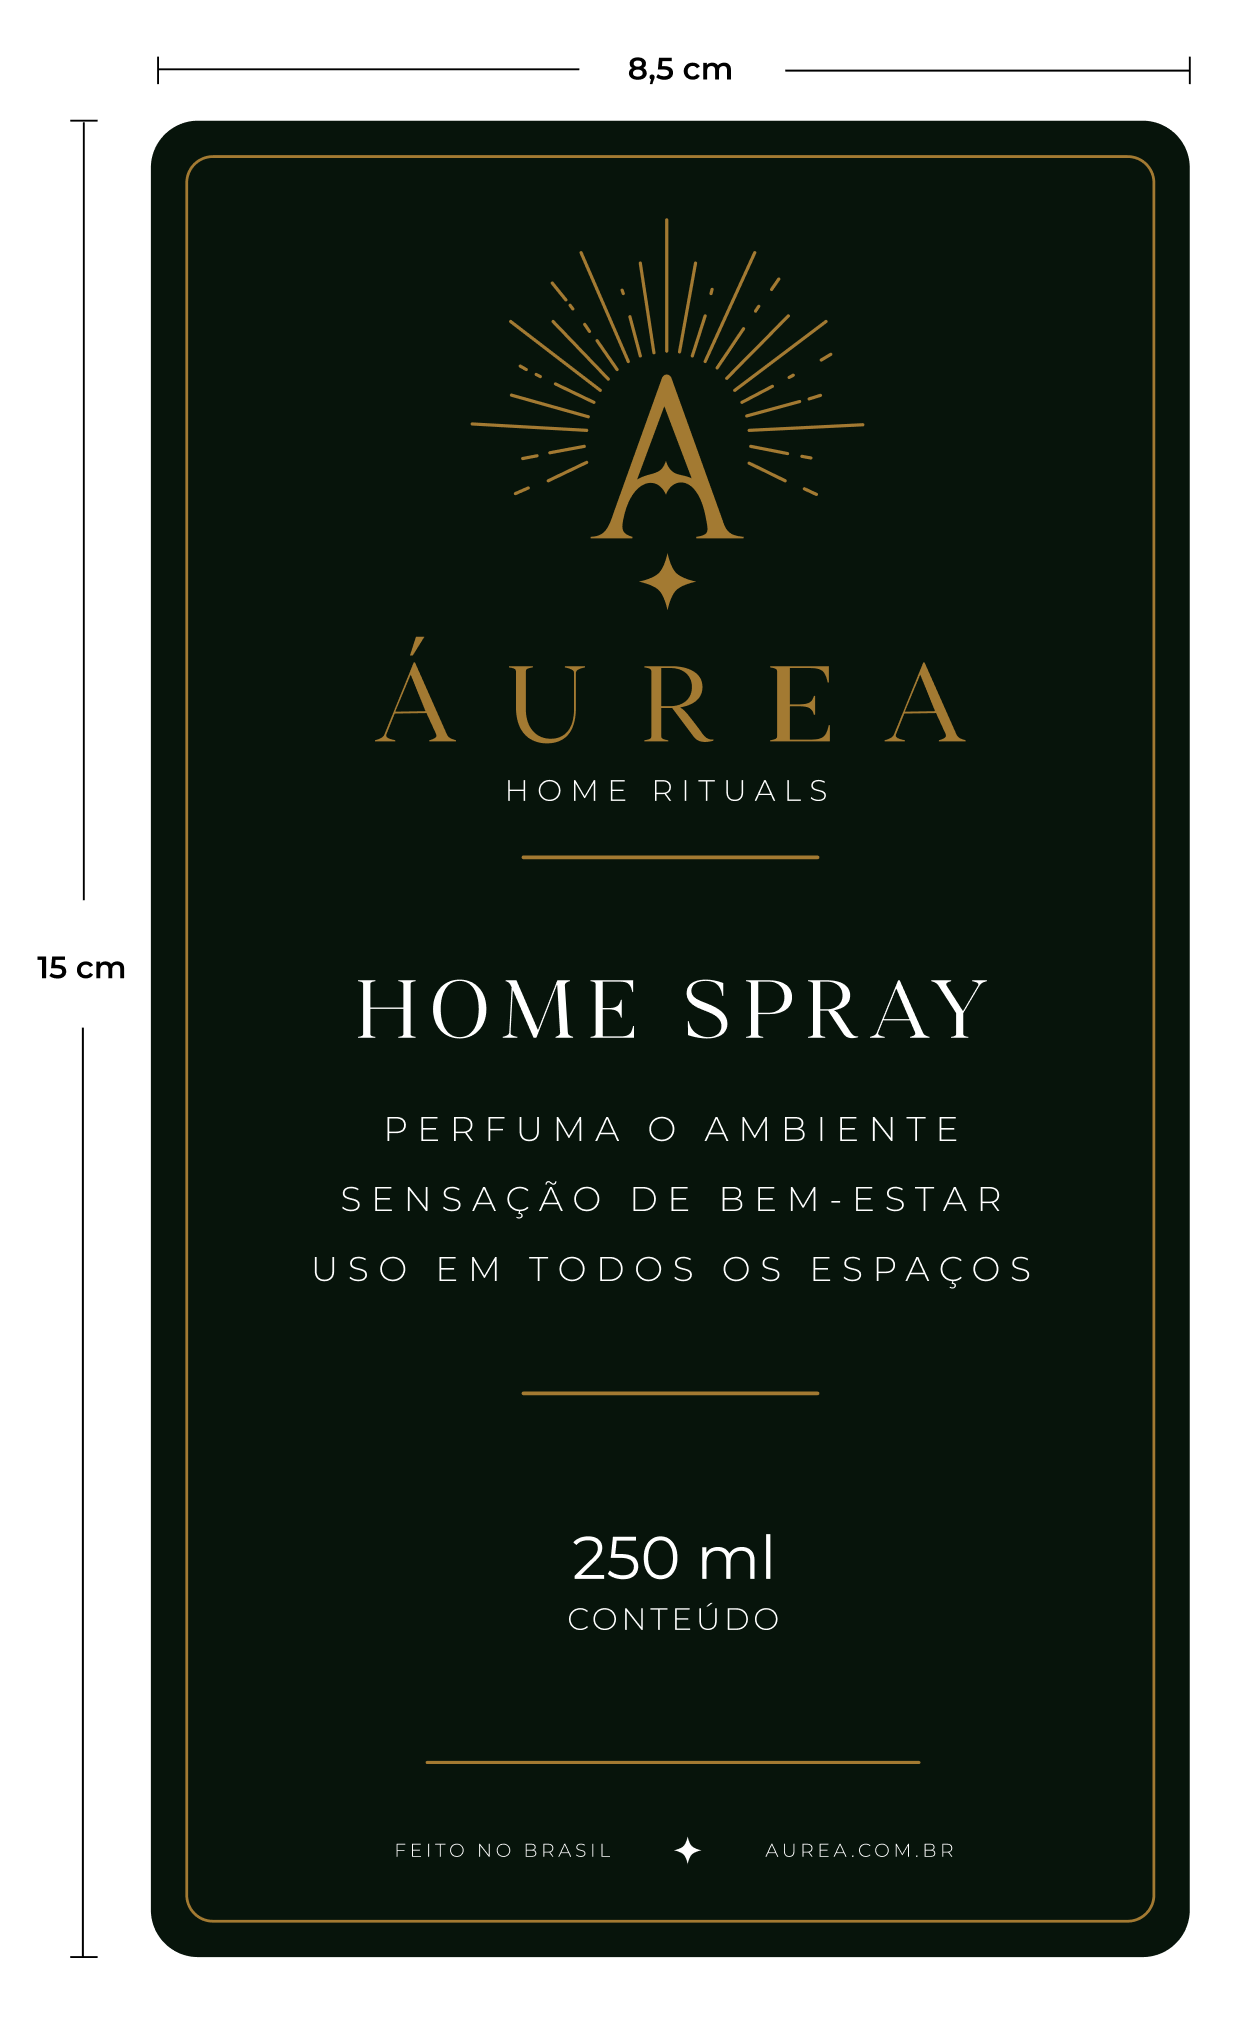 8,5 cm
15 cm
A
ÁUREA
HOME RITUALS
HOME SPRAY
PERFUMA O AMBIENTE
SENSAÇÃO DE BEM-ESTAR
USO EM TODOS OS ESPAÇOS
250 ml
CONTEÚDO
FEITO NO BRASIL
AUREA.COM.BR